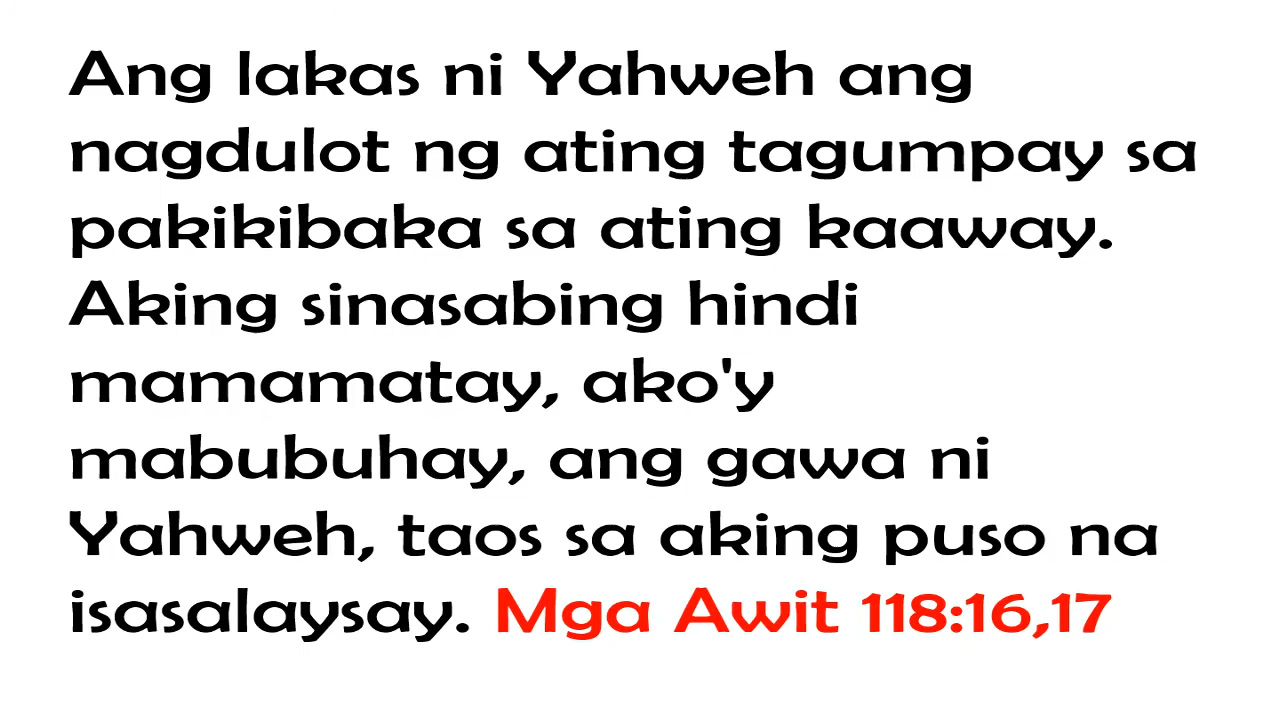 Ang lakas ni Yahweh ang
nagdulot ng ating tagumpay sa
pakikibaka sa ating kaaway.
Aking sinasabing hindi
mamamatay, ako'y
mabubuhay, ang gawa ni
Yahweh, taos sa aking puso na
isasalaysay. Mga Awit 118:16,17